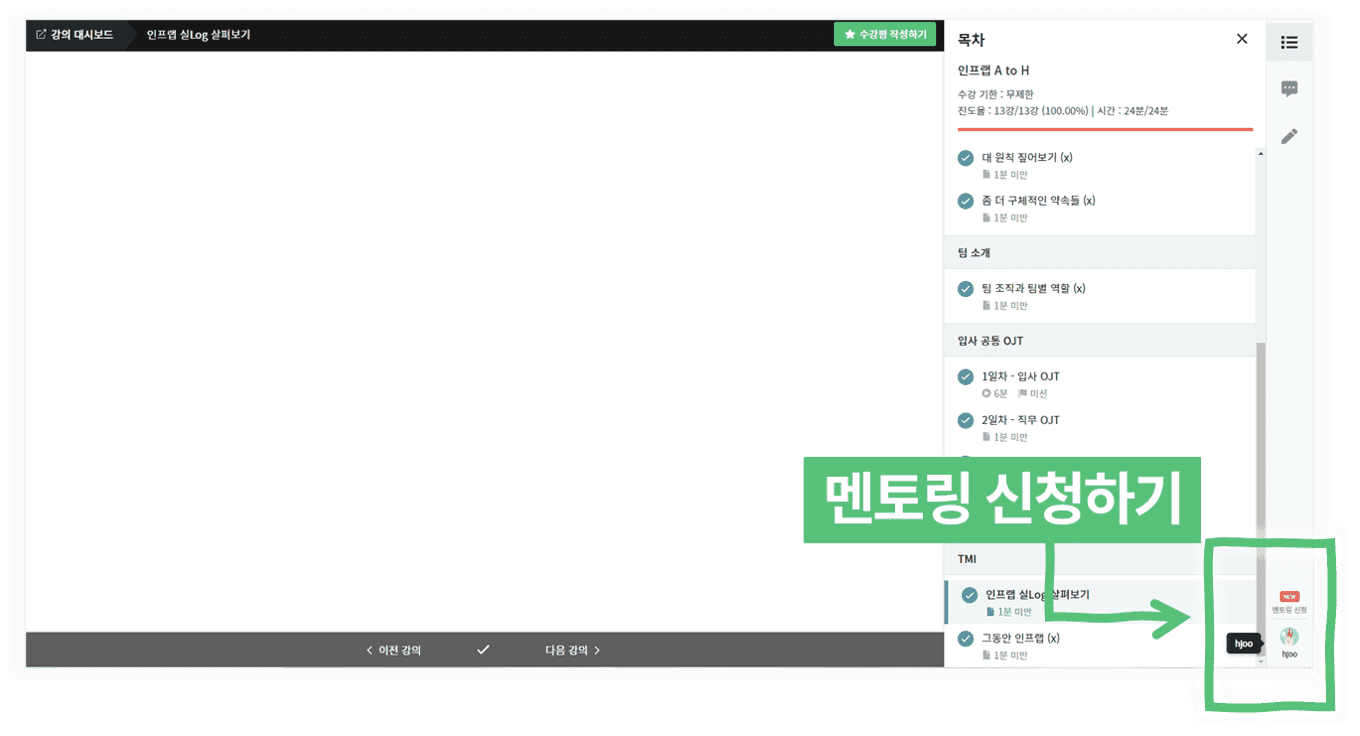 강의 대시보드
인프랩 실Log 살펴보기
수강평 작성하기
목차
인프랩 A to H
수강 기한 : 무제한
진도율 : 13강/13강 (100.00%) | 시간 : 24분/24분
대 원칙 짚어보기 (x)
1분 미만
좀 더 구체적인 약속들 (x)
1분 미만
팀 소개
팀 조직과 팀별 역할 (x)
1분 미만
입사 공통 OJT
1일차 - 입사 OJT
6분 미션
2일차 - 직무 OJT
1분 미만
멘토링 신청하기
TMI
인프랩 실Log 살펴보기
1분 미만
그동안 인프랩 (x)
1분 미만
NEW
멘토링 신청
hjoo
hjoo
이전 강의
다음 강의